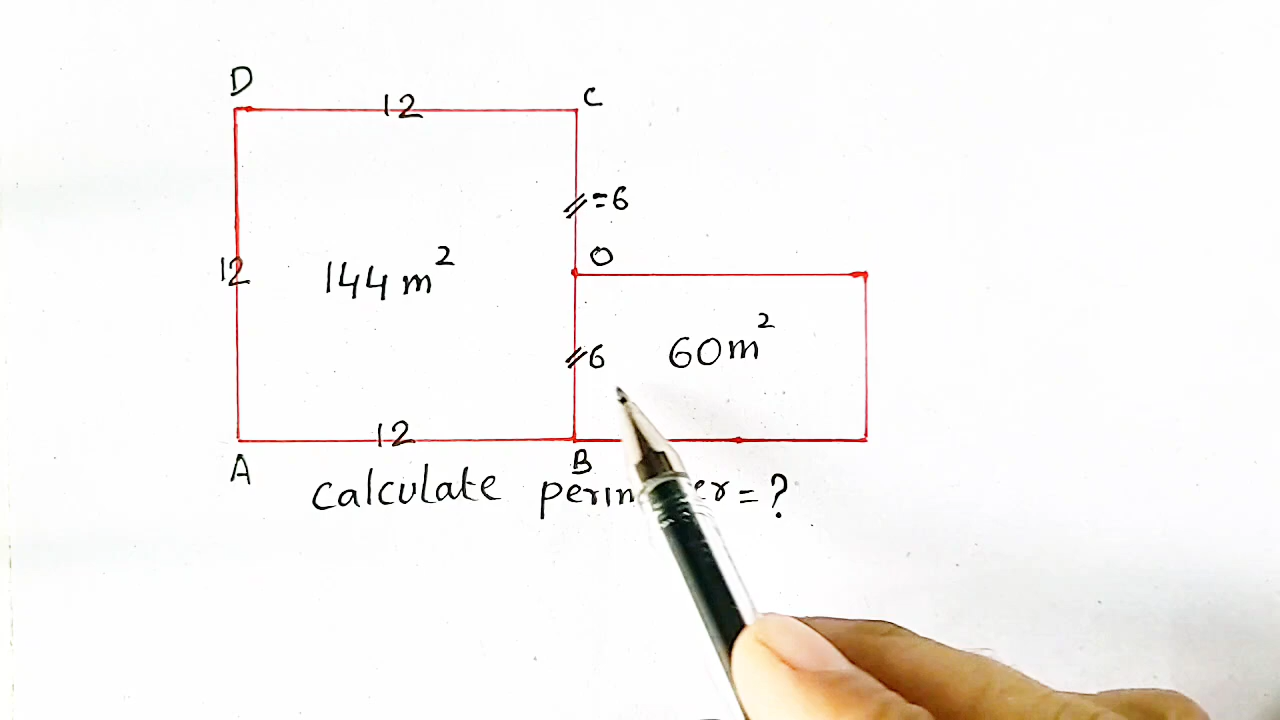 D
12
C
=6
12
144 m²
O
6
60m²
12
A
B
calculate =?